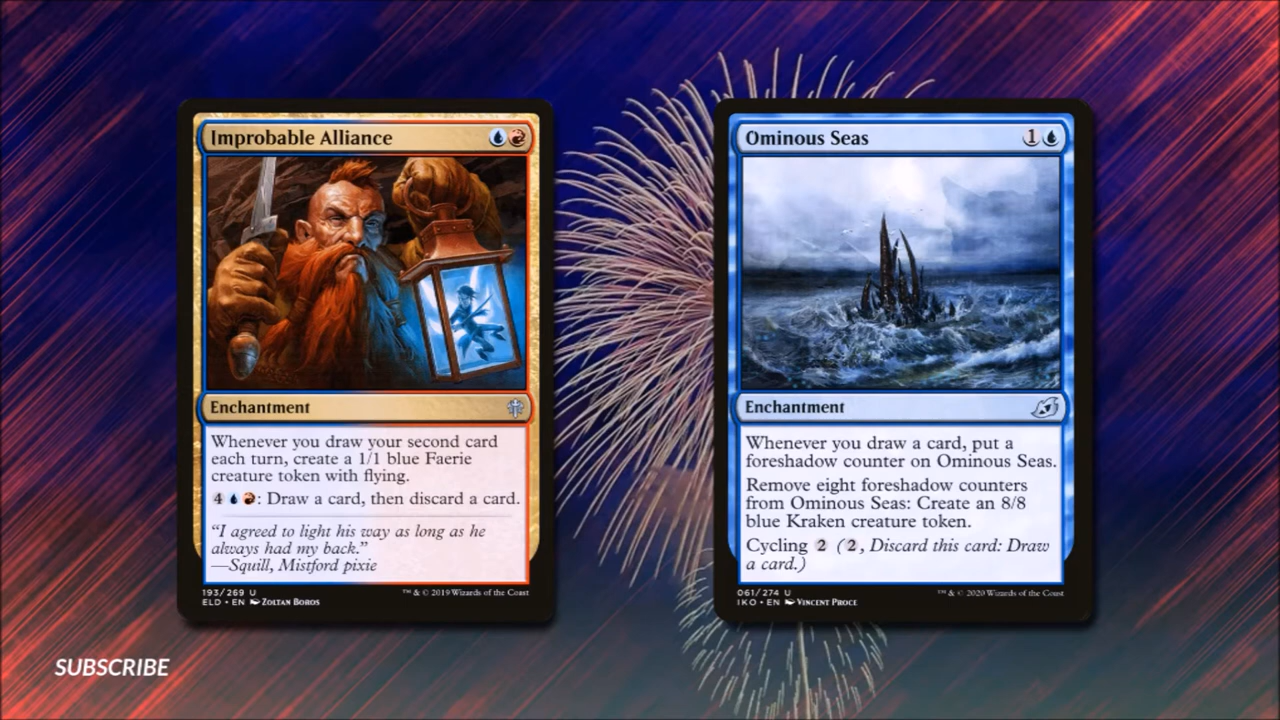 Improbable Alliance
Enchantment
Whenever you draw your second card
each turn, create a 1/1 blue Faerie
creature token with flying.
4 : Draw a card, then discard a card.
“I agreed to light his way as long as he
always had my back.”
—Squill, Mistford pixie
193/269 U
ELD • EN Zoltan Boros
™ & © 2019 Wizards of the Coast
Ominous Seas 1
Enchantment
Whenever you draw a card, put a
foreshadow counter on Ominous Seas.
Remove eight foreshadow counters
from Ominous Seas: Create an 8/8
blue Kraken creature token.
Cycling 2 (2, Discard this card: Draw
a card.)
061/274 U
IKO • EN Vincent Proce
™ & © 2020 Wizards of the Coast
SUBSCRIBE